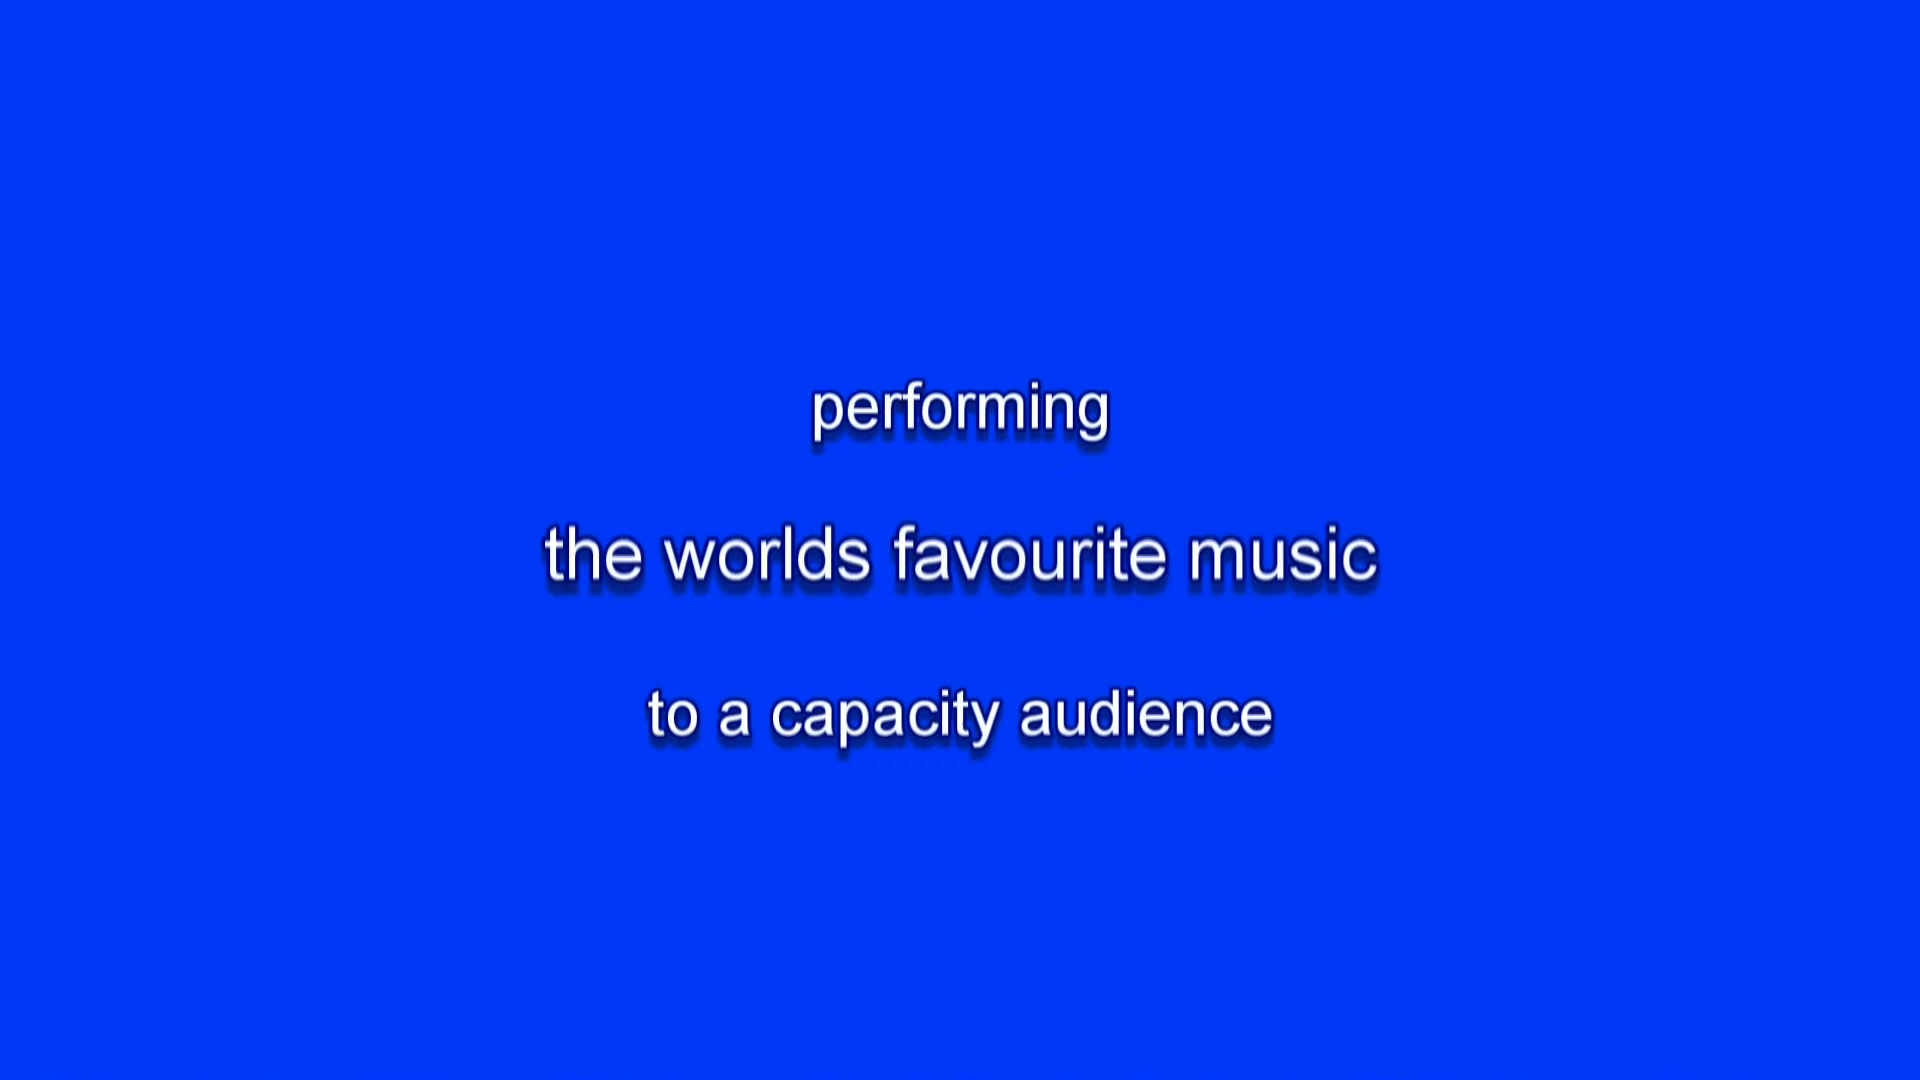 performing
the worlds favourite music
to a capacity audience